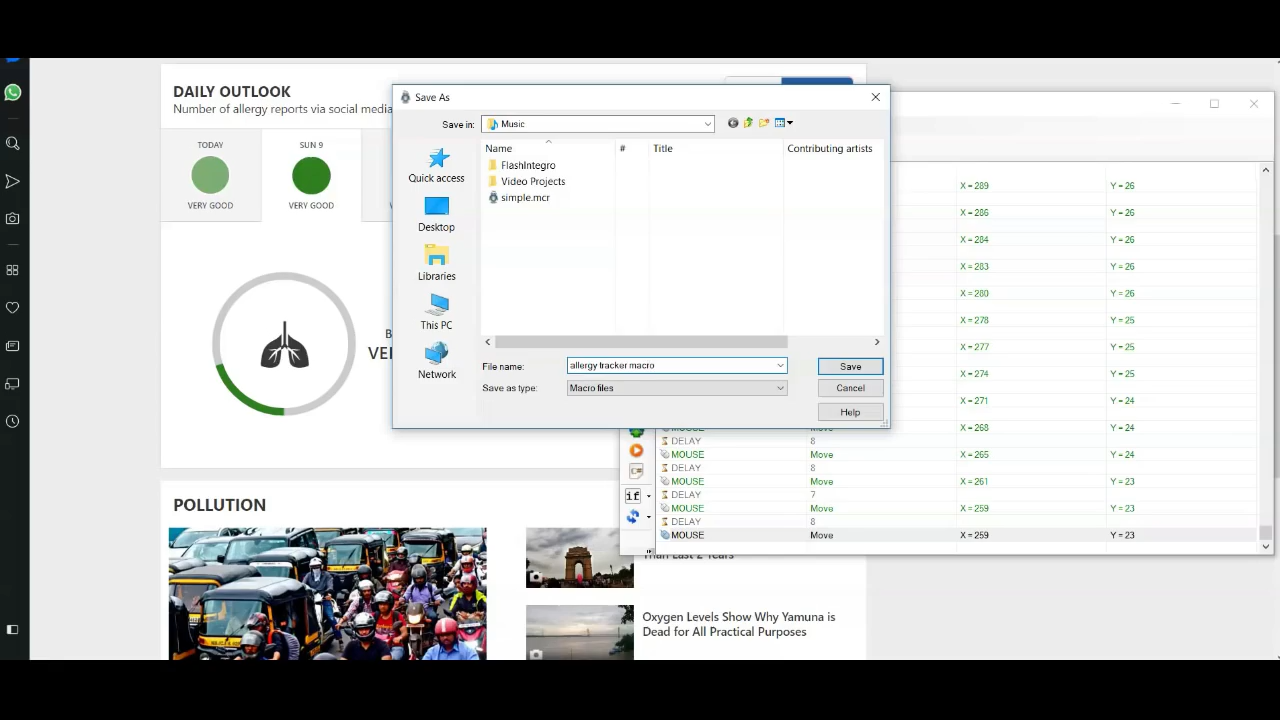 DAILY OUTLOOK
Number of allergy reports via social media
TODAY
VERY GOOD
SUN 9
VERY GOOD
B
VE
POLLUTION
Than Last 2 Years
Oxygen Levels Show Why Yamuna is
Dead for All Practical Purposes
Save As
Save in:
Music
Name
#
Title
Contributing artists
FlashIntegro
Video Projects
simple.mcr
Quick access
Desktop
Libraries
This PC
Network
File name:
allergy tracker macro
Save
Save as type:
Macro files
Cancel
Help
X = 289 Y = 26
X = 286 Y = 26
X = 284 Y = 26
X = 283 Y = 26
X = 280 Y = 26
X = 278 Y = 25
X = 277 Y = 25
X = 274 Y = 25
X = 271 Y = 24
MOUSE Move X = 268 Y = 24
DELAY 8
MOUSE Move X = 265 Y = 24
DELAY 8
MOUSE Move X = 261 Y = 23
DELAY 7
MOUSE Move X = 259 Y = 23
DELAY 8
MOUSE Move X = 259 Y = 23
if